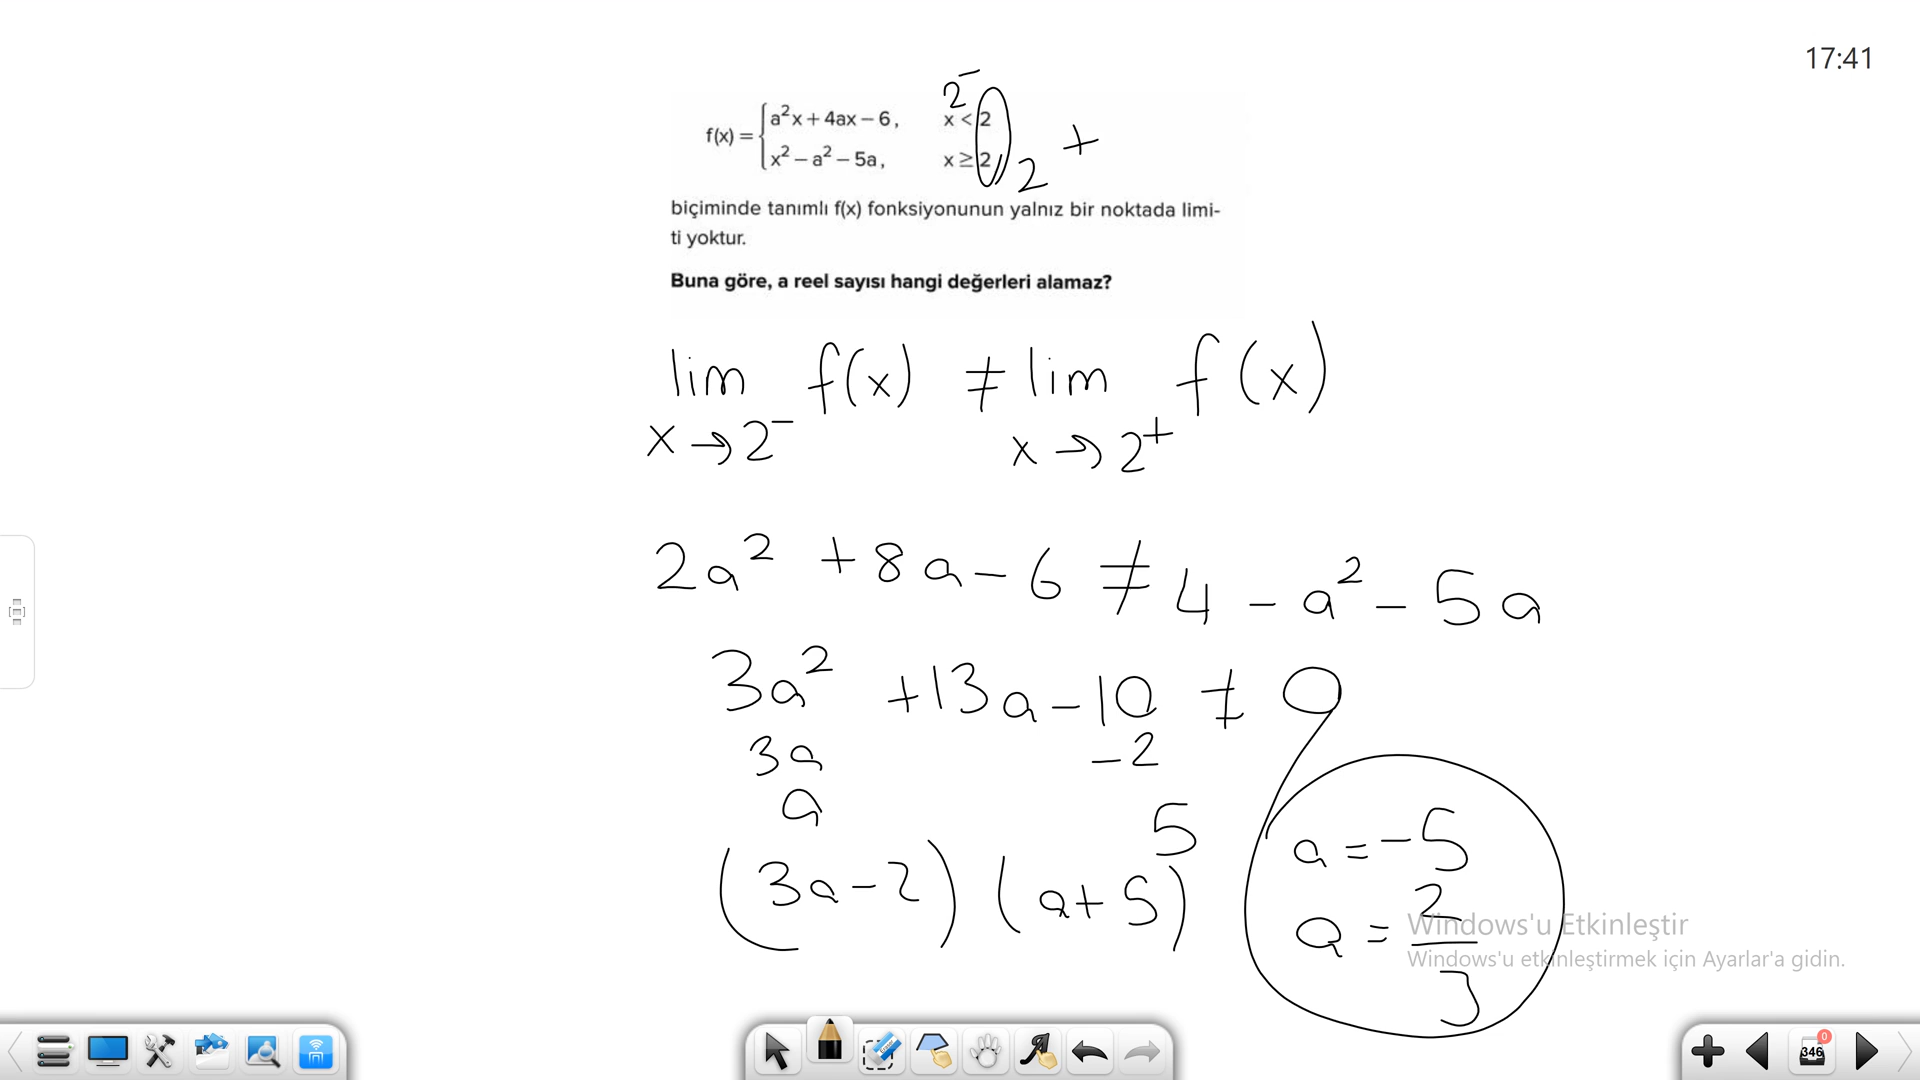 17:41
2⁻
f(x) = { a²x + 4ax – 6, x < 2
x² – a² – 5a, x ≥ 2
2 +
biçiminde tanımlı f(x) fonksiyonunun yalnız bir noktada limi-
ti yoktur.
Buna göre, a reel sayısı hangi değerleri alamaz?
lim f(x) ≠ lim f(x)
x→2⁻ x→2⁺
2a² + 8a – 6 ≠ 4 – a² – 5a
3a² + 13a – 10 ≠ 0
3a –2
a 5
(3a – 2) (a + 5)
a = –5
a = 2/3
Windows'u Etkinleştir
Windows'u etkinleştirmek için Ayarlar'a gidin.
346
0